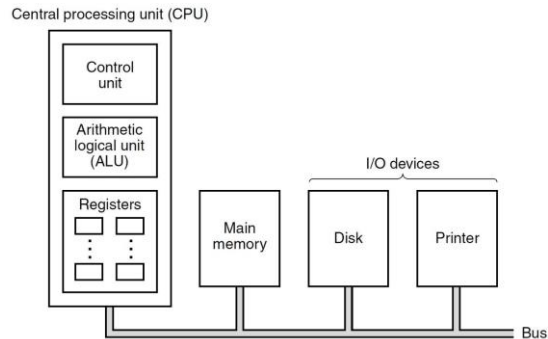 Central processing unit (CPU)
Control
unit
Arithmetic
logical unit
(ALU)
Registers
I/O devices
Main
memory
Disk
Printer
Bus